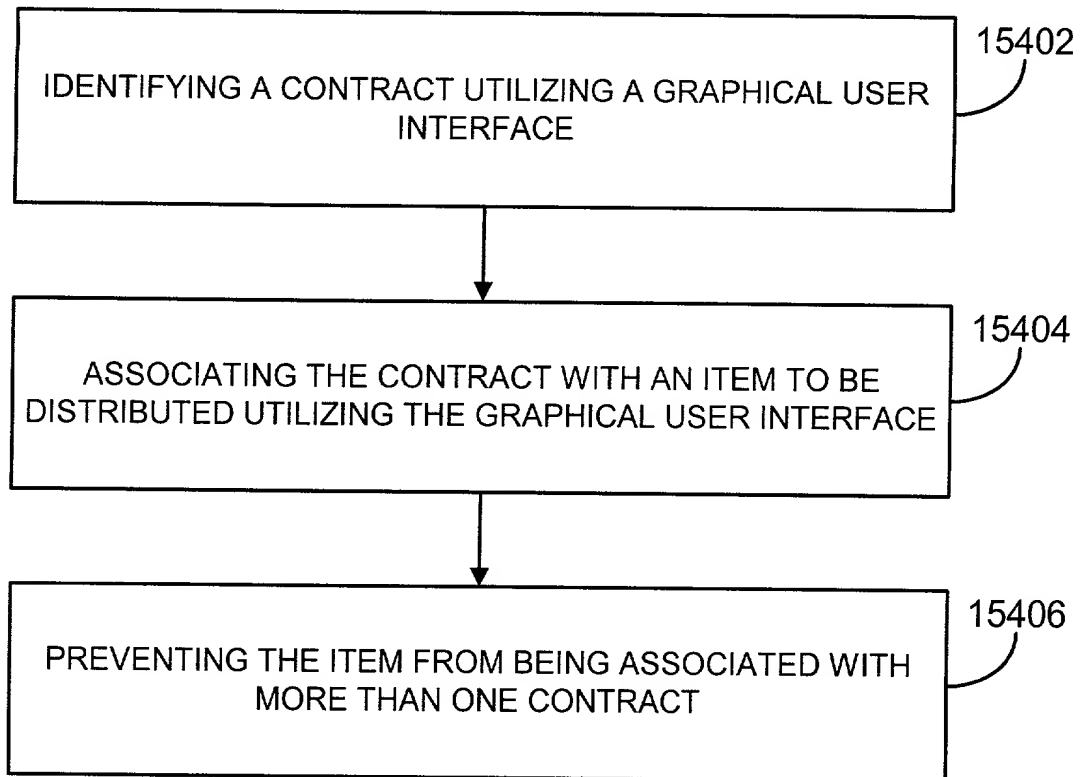 15402
IDENTIFYING A CONTRACT UTILIZING A GRAPHICAL USER
INTERFACE
15404
ASSOCIATING THE CONTRACT WITH AN ITEM TO BE
DISTRIBUTED UTILIZING THE GRAPHICAL USER INTERFACE
15406
PREVENTING THE ITEM FROM BEING ASSOCIATED WITH
MORE THAN ONE CONTRACT